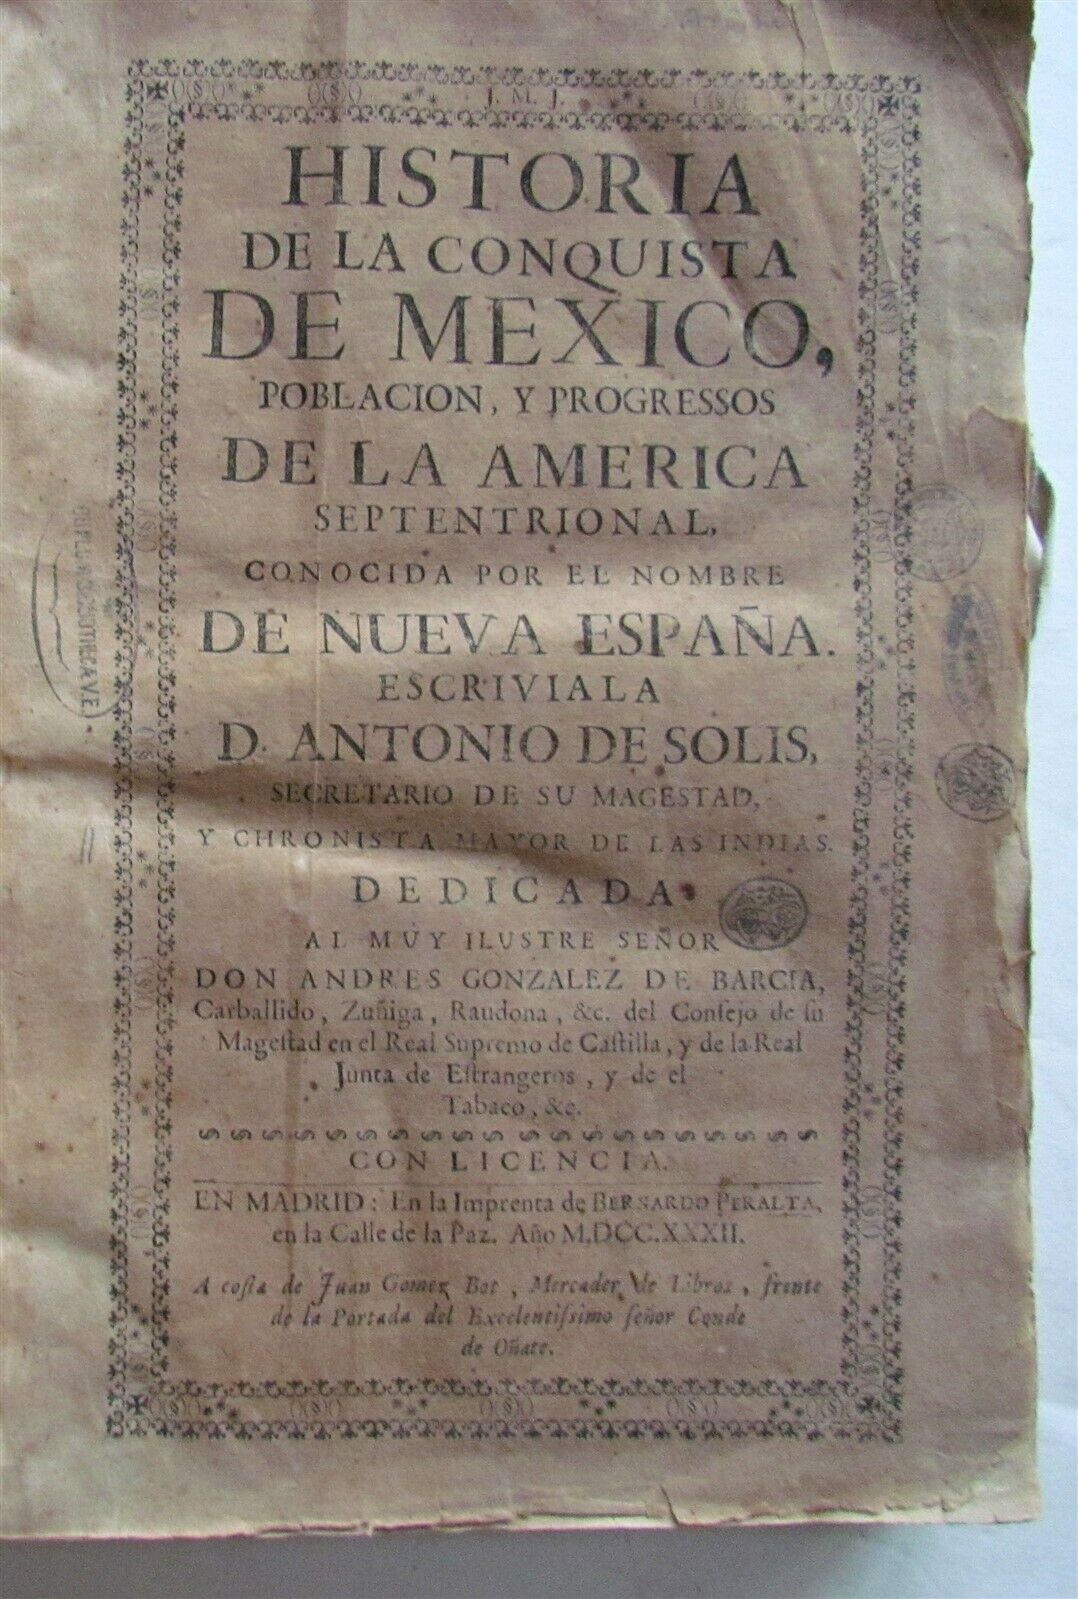 J. M. J.
HISTORIA
DE LA CONQUISTA
DE MEXICO,
POBLACION, Y PROGRESSOS
DE LA AMERICA
SEPTENTRIONAL,
CONOCIDA POR EL NOMBRE
DE NUEVA ESPAÑA.
ESCRIVIALA
D. ANTONIO DE SOLIS,
SECRETARIO DE SU MAGESTAD,
Y CHRONISTA MAYOR DE LAS INDIAS.
DEDICADA
AL MUY ILUSTRE SEÑOR
DON ANDRES GONZALEZ DE BARCIA,
Carballido, Zuñiga, Raudona, &c. del Conſejo de ſu
Mageſtad en el Real Supremo de Caſtilla, y de la Real
Junta de Eſtrangeros, y de el
Tabaco, &c.
CON LICENCIA.
EN MADRID: En la Imprenta de BERNARDO PERALTA,
en la Calle de la Paz. Año M.DCC.XXXII.
A coſta de Juan Gomez Bot, Mercader de Libros, frente
de la Portada del Excelentiſsimo ſeñor Conde
de Oñate.